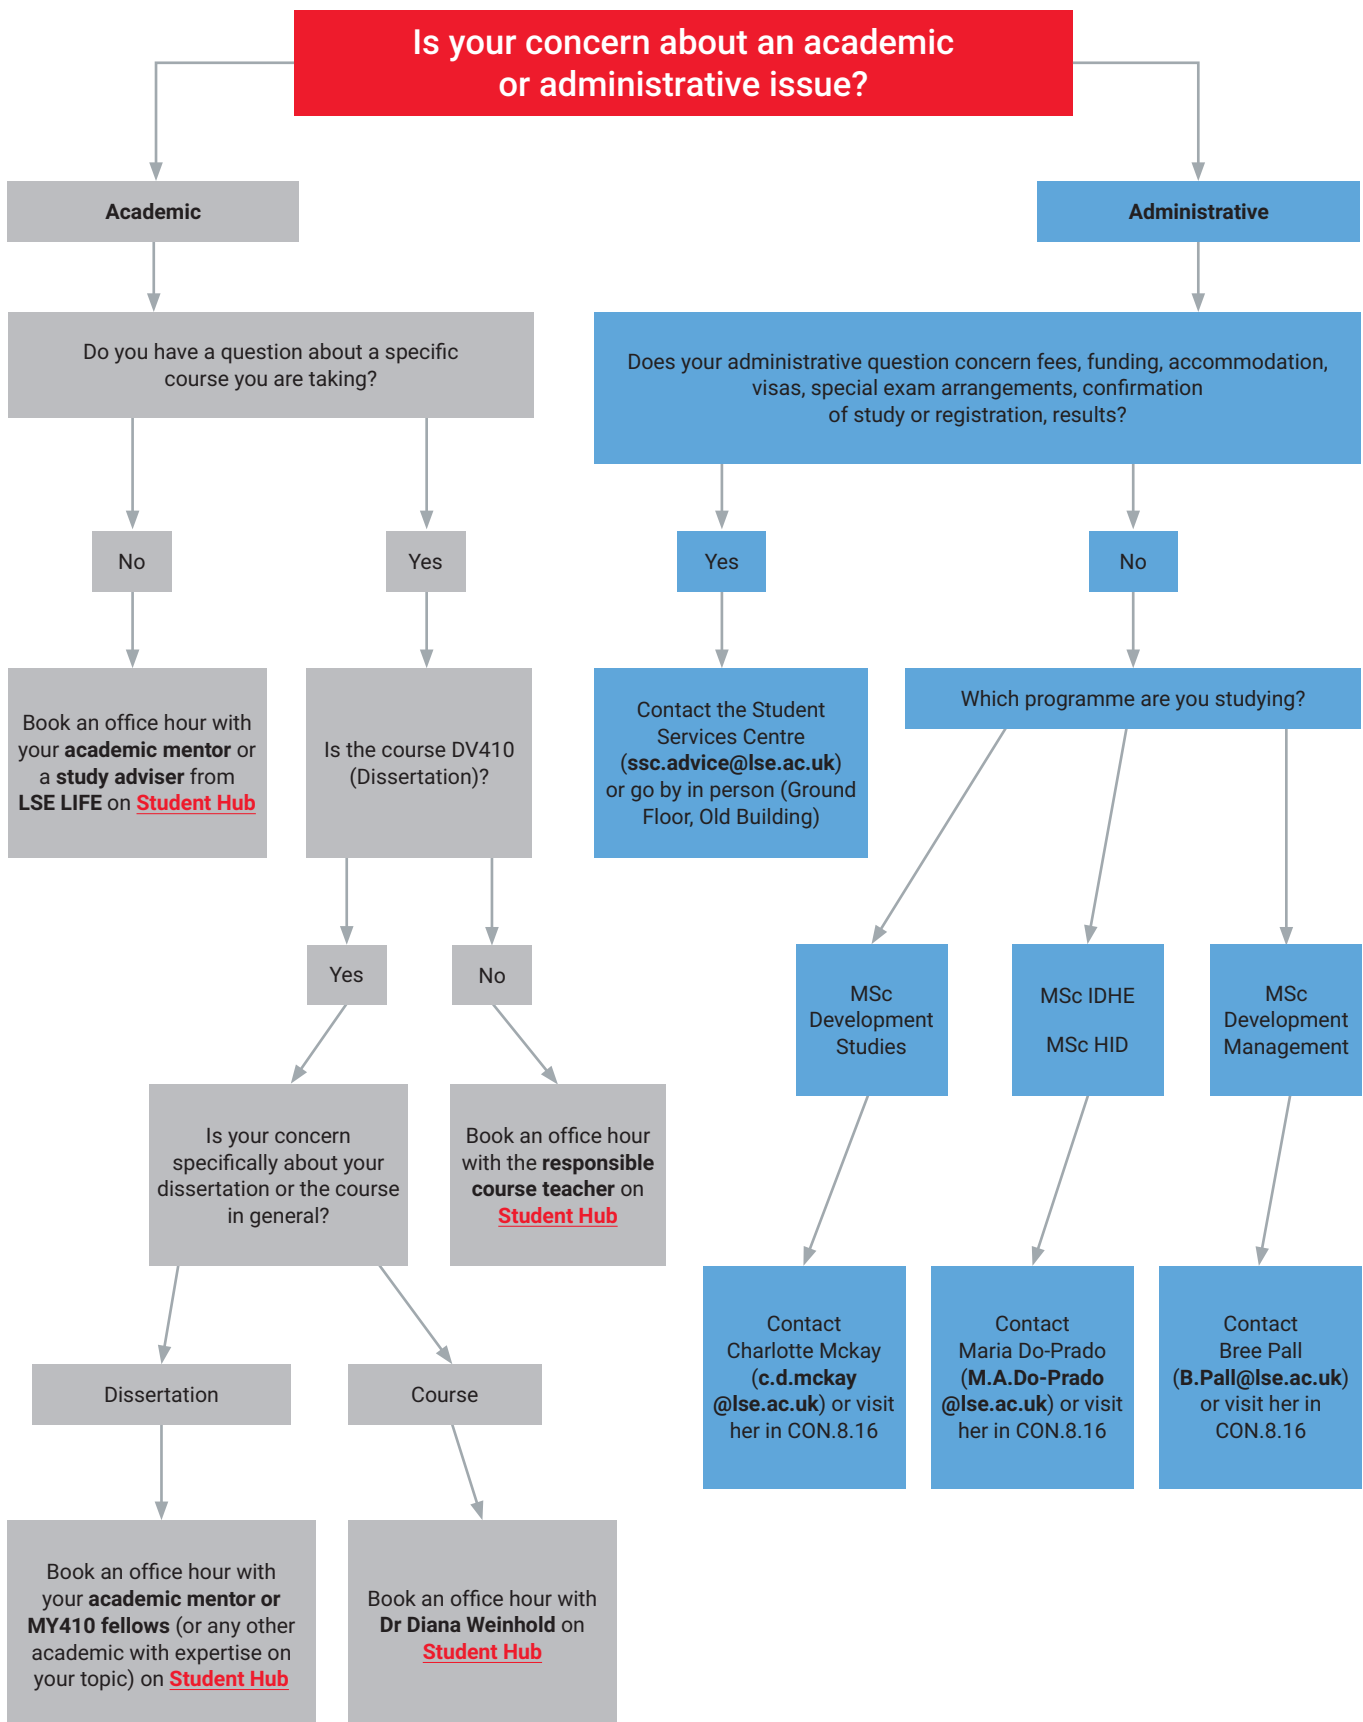 Is your concern about an academic
or administrative issue?
Academic
Administrative
Do you have a question about a specific
course you are taking?
Does your administrative question concern fees, funding, accommodation,
visas, special exam arrangements, confirmation
of study or registration, results?
No
Yes
Yes
No
Book an office hour with
your academic mentor or
a study adviser from
LSE LIFE on Student Hub
Is the course DV410
(Dissertation)?
Contact the Student
Services Centre
(ssc.advice@lse.ac.uk)
or go by in person (Ground
Floor, Old Building)
Which programme are you studying?
Yes
No
MSc
Development
Studies
MSc IDHE
MSc HID
MSc
Development
Management
Is your concern
specifically about your
dissertation or the course
in general?
Book an office hour
with the responsible
course teacher on
Student Hub
Contact
Charlotte Mckay
(c.d.mckay
@lse.ac.uk) or visit
her in CON.8.16
Contact
Maria Do-Prado
(M.A.Do-Prado
@lse.ac.uk) or visit
her in CON.8.16
Contact
Bree Pall
(B.Pall@lse.ac.uk)
or visit her in
CON.8.16
Dissertation
Course
Book an office hour with
your academic mentor or
MY410 fellows (or any other
academic with expertise on
your topic) on Student Hub
Book an office hour with
Dr Diana Weinhold on
Student Hub